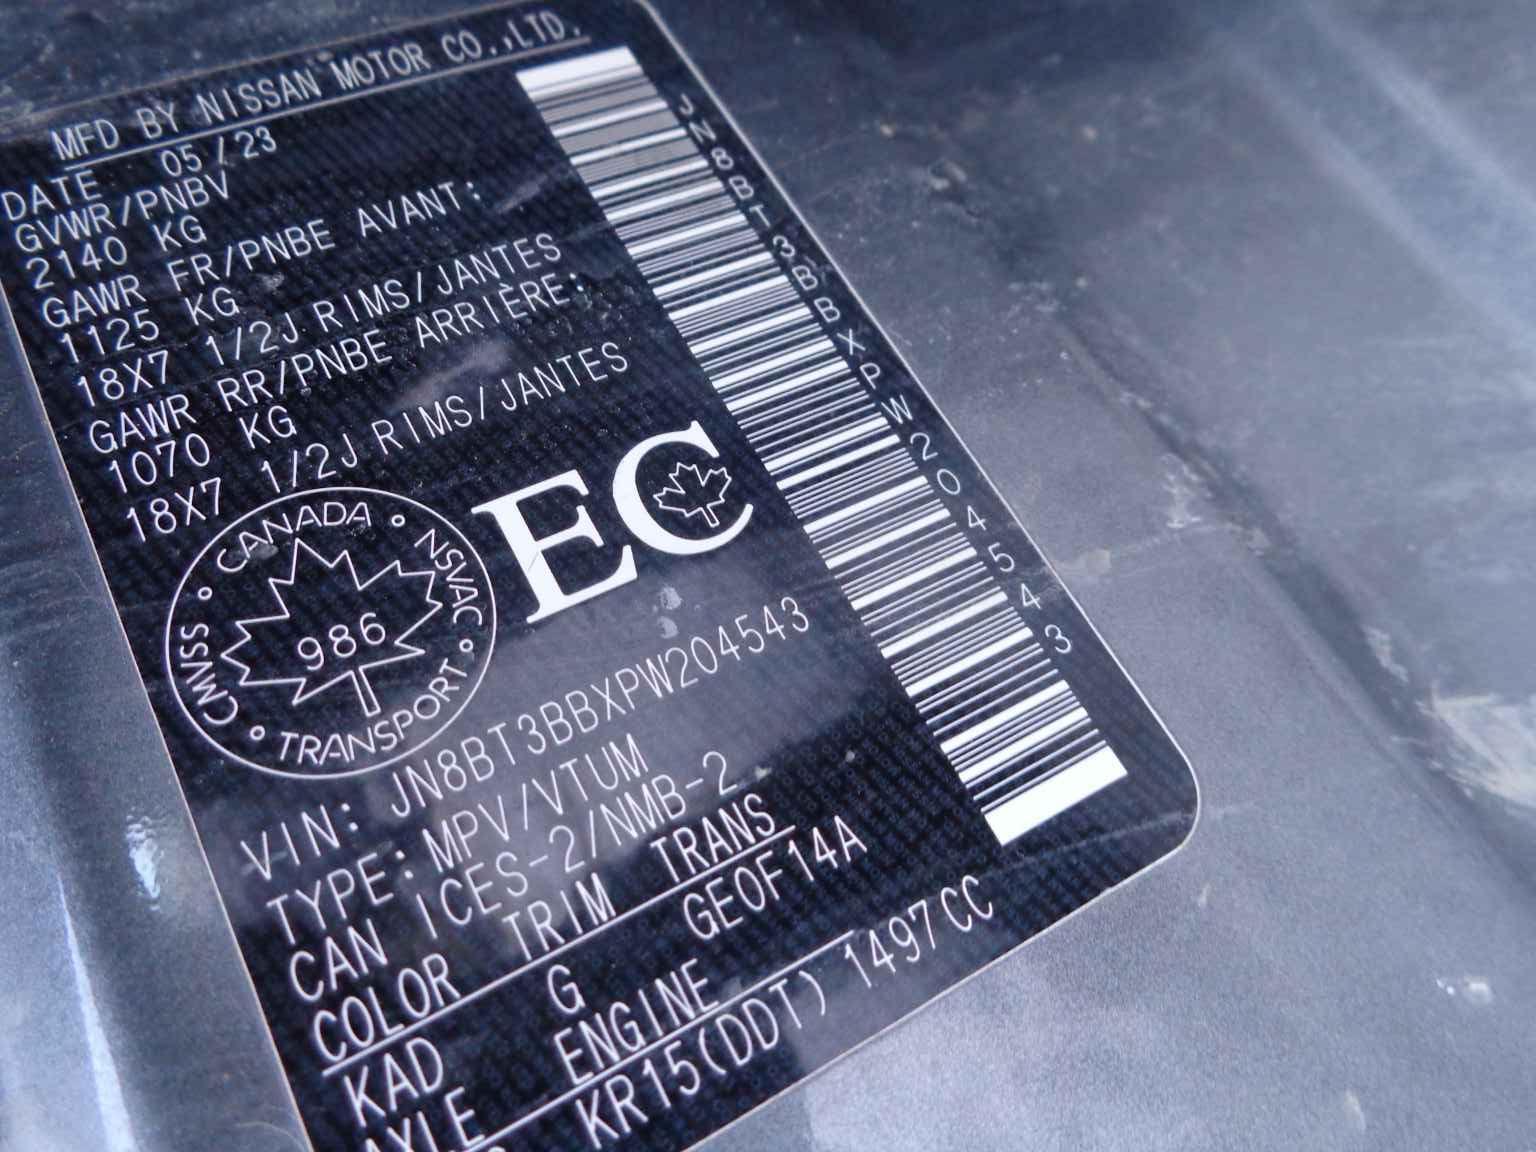 MFD BY NISSAN MOTOR CO.,LTD.
DATE 05/23
GVWR/PNBV
2140 KG
GAWR FR/PNBE AVANT:
1125 KG
18X7 1/2J RIMS/JANTES
GAWR RR/PNBE ARRIÈRE:
1070 KG
18X7 1/2J RIMS/JANTES
CANADA
NSVAC
TRANSPORT
CMVSS
986
EC
JN8BT3BBXPW204543
VIN: JN8BT3BBXPW204543
TYPE: MPV/VTUM
CAN ICES-2/NMB-2
COLOR TRIM TRANS
KAD G GE0F14A
AXLE ENGINE
KR15(DDT) 1497CC